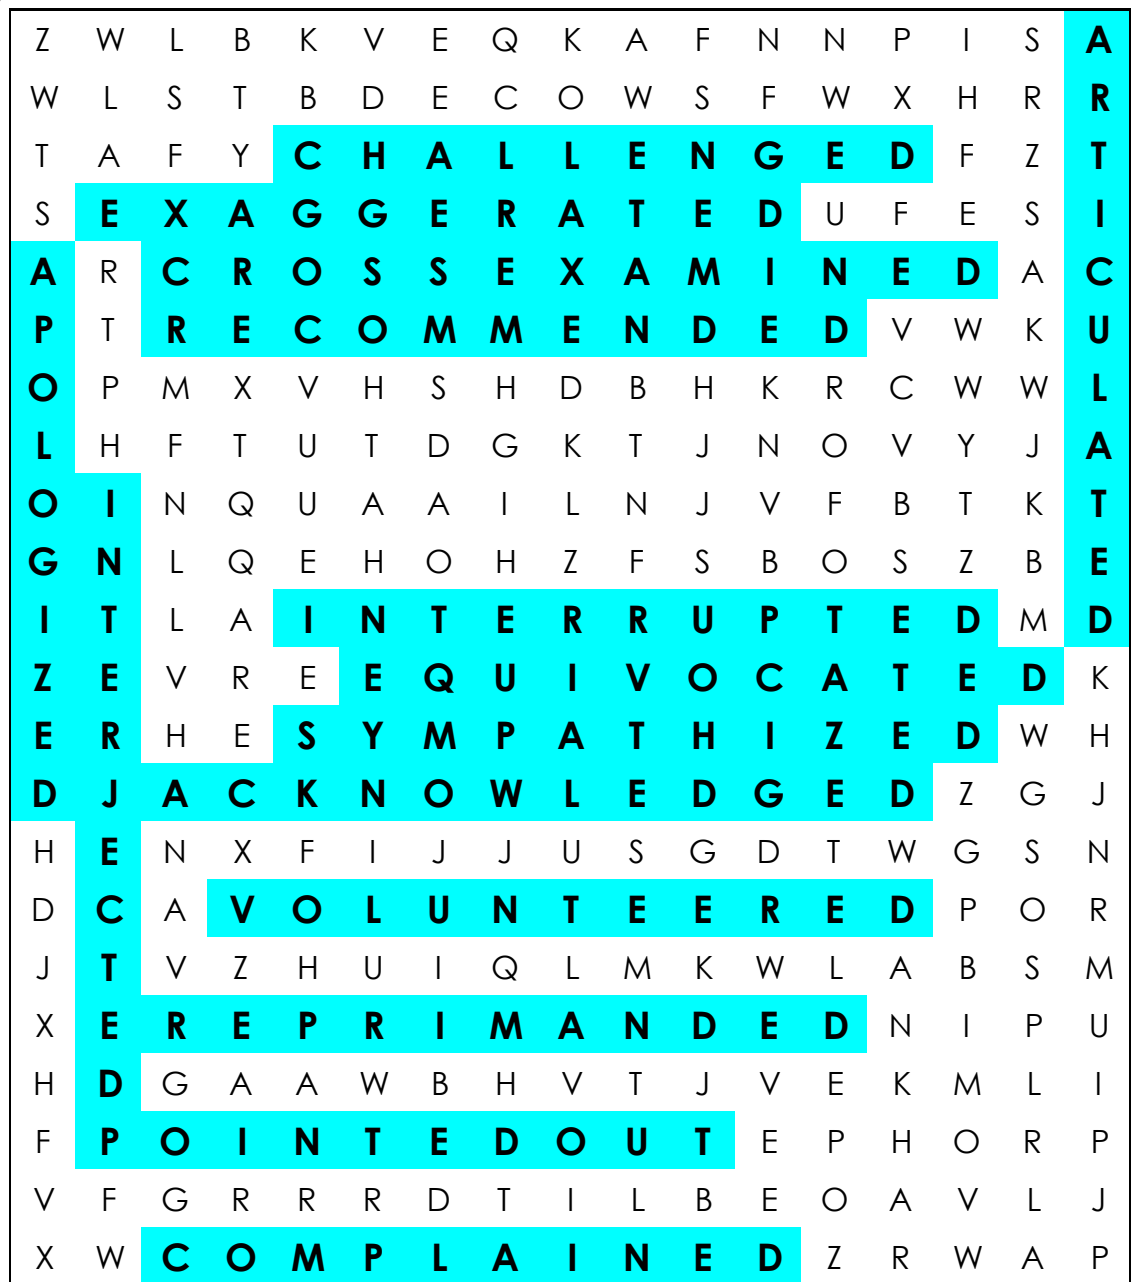 Z W L B K V E Q K A F N N P I S A
W L S T B D E C O W S F W X H R R
T A F Y C H A L L E N G E D F Z T
S E X A G G E R A T E D U F E S I
A R C R O S S E X A M I N E D A C
P T R E C O M M E N D E D V W K U
O P M X V H S H D B H K R C W W L
L H F T U T D G K T J N O V Y J A
O I N Q U A A I L N J V F B T K T
G N L Q E H O H Z F S B O S Z B E
I T L A I N T E R R U P T E D M D
Z E V R E E Q U I V O C A T E D K
E R H E S Y M P A T H I Z E D W H
D J A C K N O W L E D G E D Z G J
H E N X F I J J U S G D T W G S N
D C A V O L U N T E E R E D P O R
J T V Z H U I Q L M K W L A B S M
X E R E P R I M A N D E D N I P U
H D G A A W B H V T J V E K M L I
F P O I N T E D O U T E P H O R P
V F G R R R D T I L B E O A V L J
X W C O M P L A I N E D Z R W A P